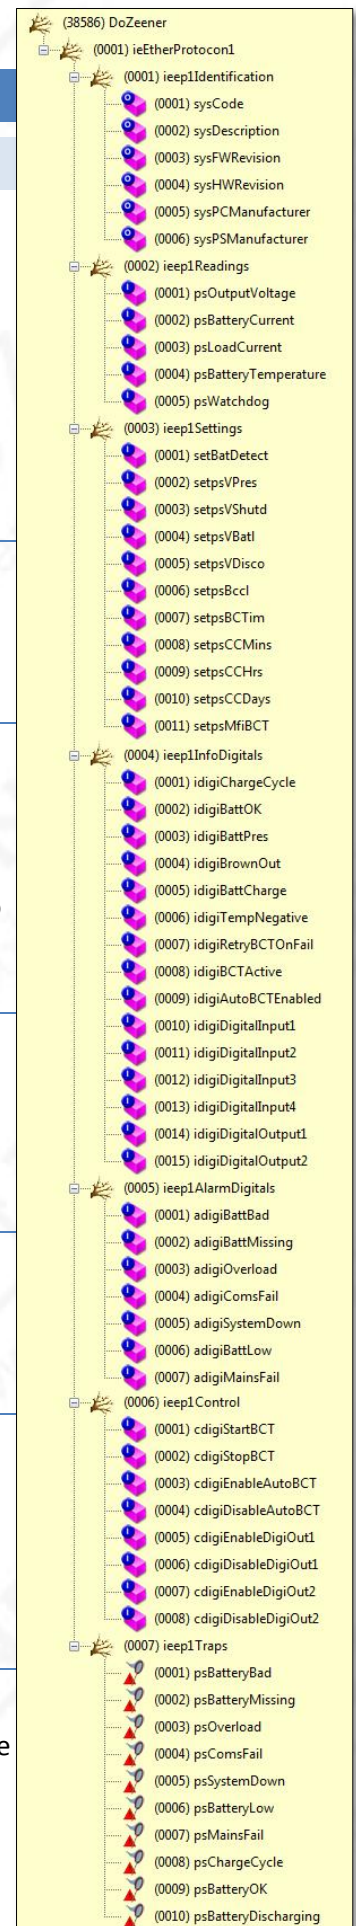 (38586) DoZeener
(0001) ieEtherProtocon1
(0001) ieep1Identification
(0001) sysCode
(0002) sysDescription
(0003) sysFWRevision
(0004) sysHWRevision
(0005) sysPCManufacturer
(0006) sysPSManufacturer
(0002) ieep1Readings
(0001) psOutputVoltage
(0002) psBatteryCurrent
(0003) psLoadCurrent
(0004) psBatteryTemperature
(0005) psWatchdog
(0003) ieep1Settings
(0001) setBatDetect
(0002) setpsVPres
(0003) setpsVShutd
(0004) setpsVBatl
(0005) setpsVDisco
(0006) setpsBccl
(0007) setpsBCTim
(0008) setpsCCMins
(0009) setpsCCHrs
(0010) setpsCCDays
(0011) setpsMfiBCT
(0004) ieep1InfoDigitals
(0001) idigiChargeCycle
(0002) idigiBattOK
(0003) idigiBattPres
(0004) idigiBrownOut
(0005) idigiBattCharge
(0006) idigiTempNegative
(0007) idigiRetryBCTOnFail
(0008) idigiBCTActive
(0009) idigiAutoBCTEnabled
(0010) idigiDigitalInput1
(0011) idigiDigitalInput2
(0012) idigiDigitalInput3
(0013) idigiDigitalInput4
(0014) idigiDigitalOutput1
(0015) idigiDigitalOutput2
(0005) ieep1AlarmDigitals
(0001) adigiBattBad
(0002) adigiBattMissing
(0003) adigiOverload
(0004) adigiComsFail
(0005) adigiSystemDown
(0006) adigiBattLow
(0007) adigiMainsFail
(0006) ieep1Control
(0001) cdigiStartBCT
(0002) cdigiStopBCT
(0003) cdigiEnableAutoBCT
(0004) cdigiDisableAutoBCT
(0005) cdigiEnableDigiOut1
(0006) cdigiDisableDigiOut1
(0007) cdigiEnableDigiOut2
(0008) cdigiDisableDigiOut2
(0007) ieep1Traps
(0001) psBatteryBad
(0002) psBatteryMissing
e (0003) psOverload
(0004) psComsFail
(0005) psSystemDown
(0006) psBatteryLow
(0007) psMainsFail
(0008) psChargeCycle
(0009) psBatteryOK
(0010) psBatteryDischarging